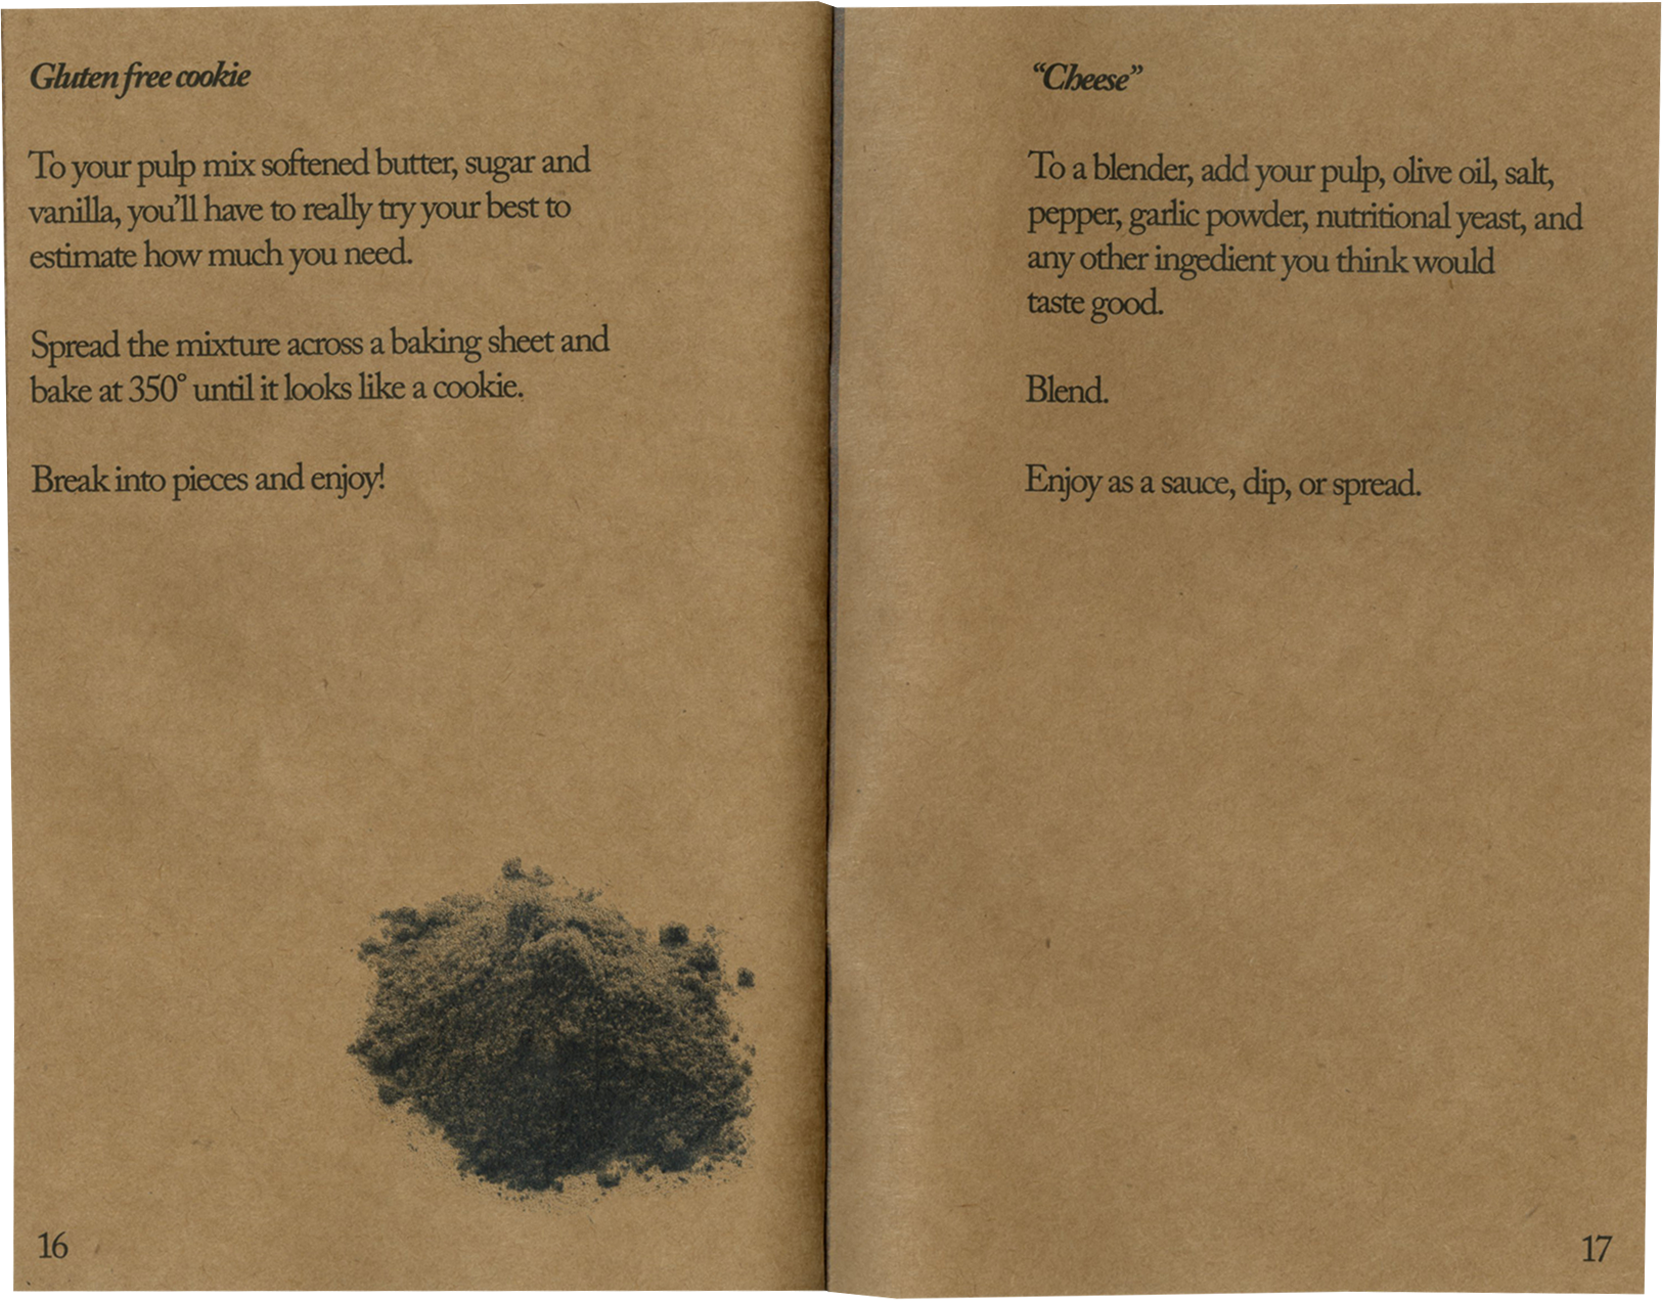 Gluten free cookie
To your pulp mix softened butter, sugar and
vanilla, you’ll have to really try your best to
estimate how much you need.
Spread the mixture across a baking sheet and
bake at 350° until it looks like a cookie.
Break into pieces and enjoy!
16
“Cheese”
To a blender, add your pulp, olive oil, salt,
pepper, garlic powder, nutritional yeast, and
any other ingedient you think would
taste good.
Blend.
Enjoy as a sauce, dip, or spread.
17